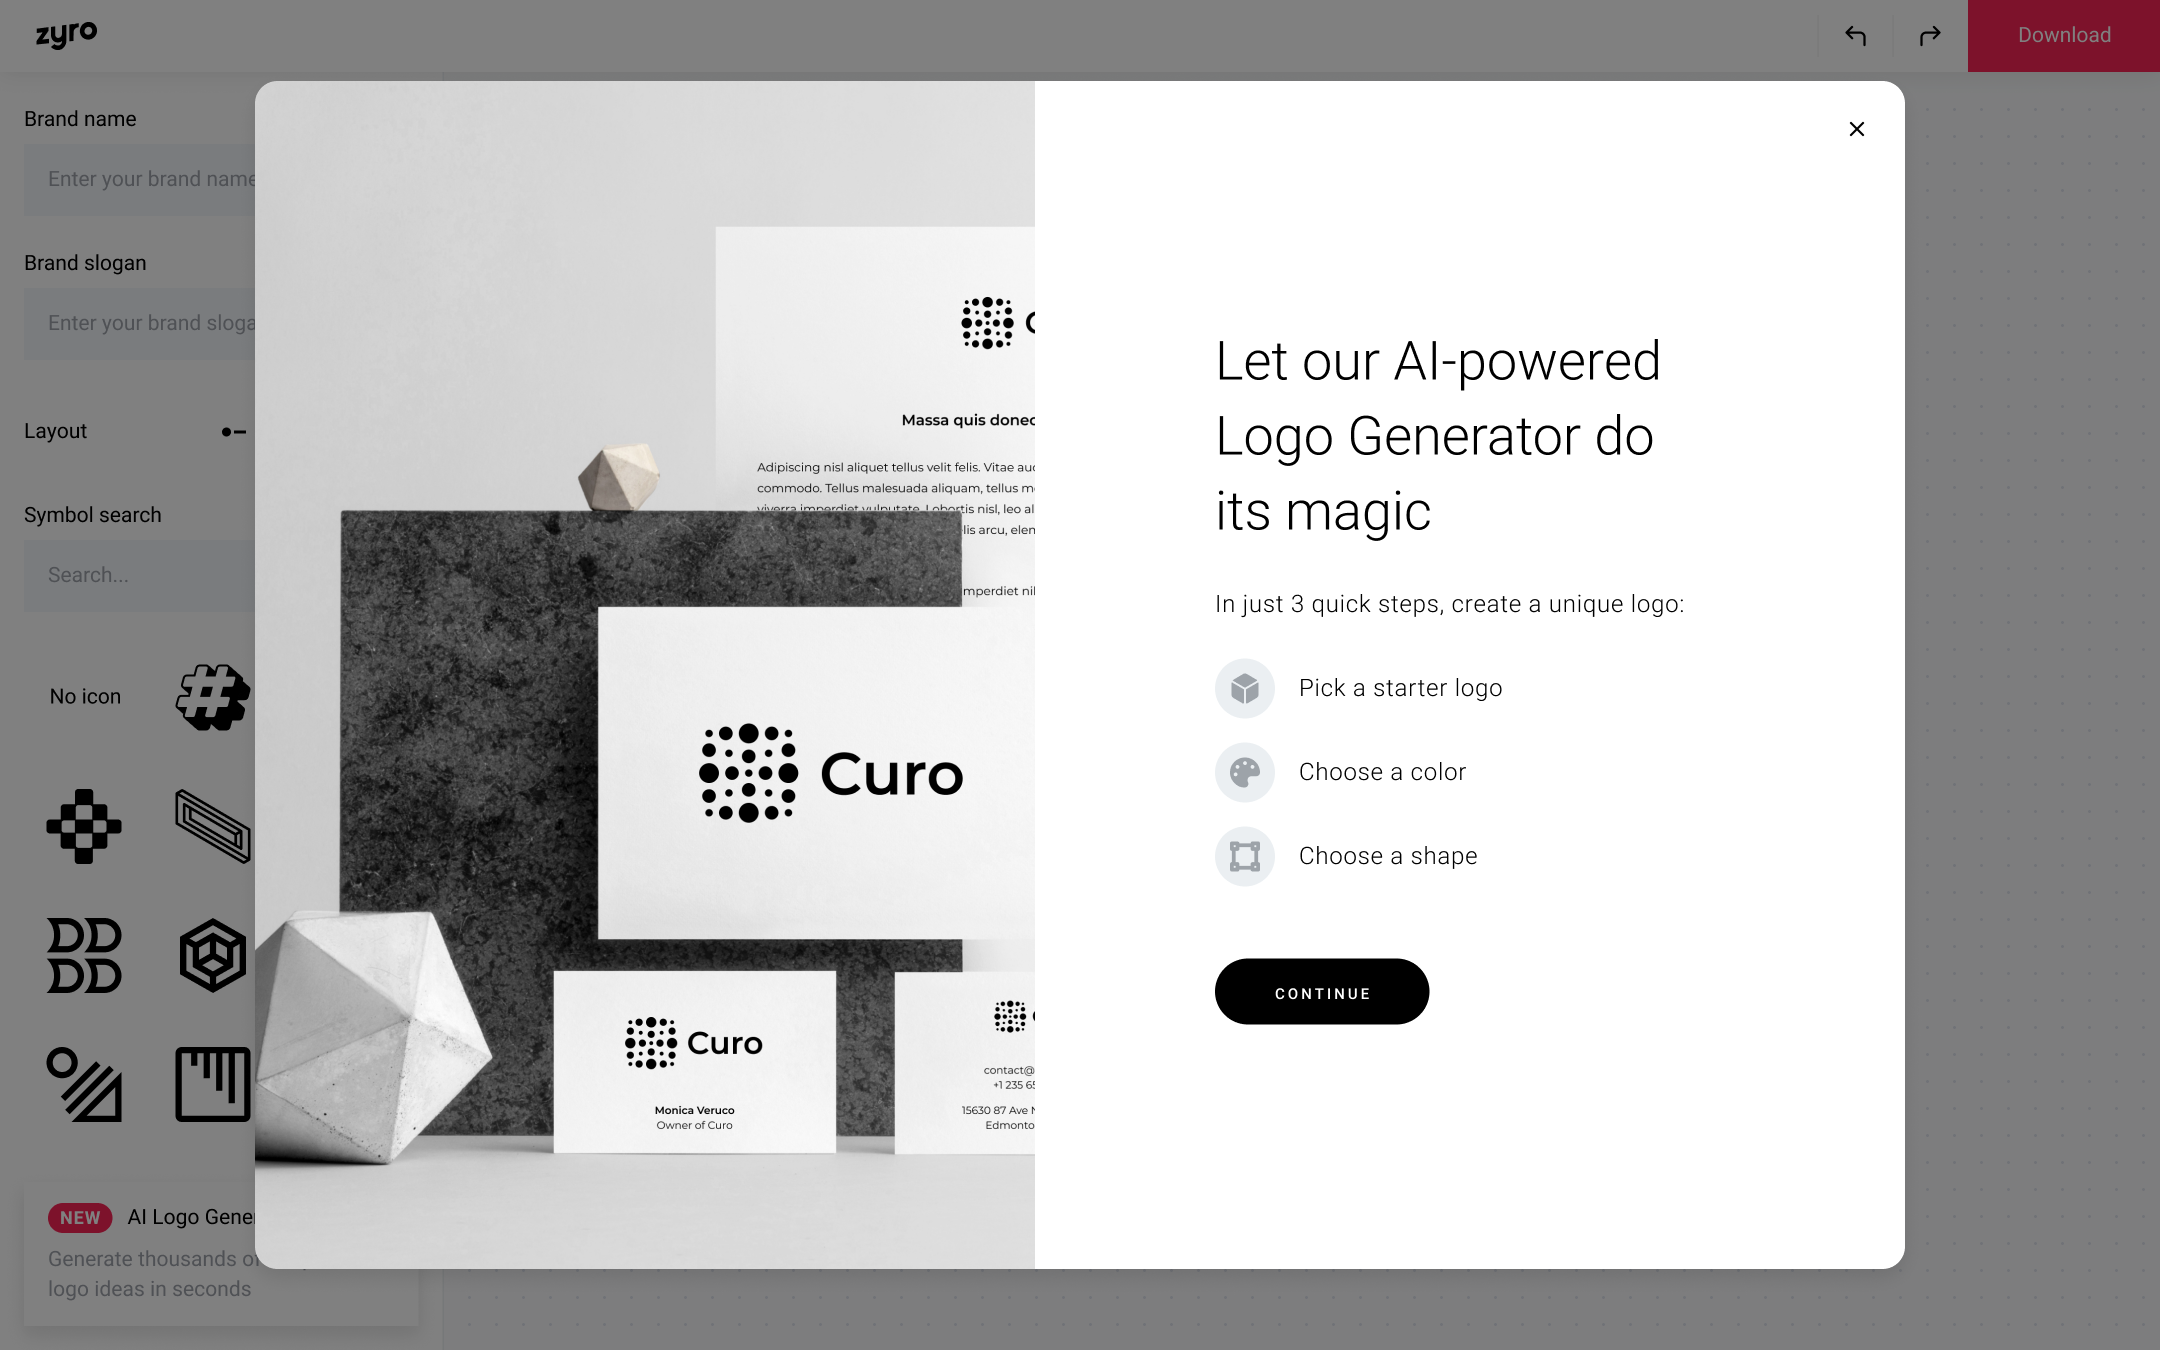 zyro
Download
Brand name
Enter your brand name
Brand slogan
Enter your brand sloga
Layout
Symbol search
Search...
No icon
NEW AI Logo Gener
Generate thousands of
logo ideas in seconds
C
Massa quis donec
Adipiscing nisl aliquet tellus velit felis. Vitae auc
commodo. Tellus malesuada aliquam, tellus m
viverra imperdiet vulputate. Lobortis nisl, leo al
lis arcu, elen
mperdiet nil
Curo
Curo
Monica Veruco
Owner of Curo
contact@
+1 235 65
15630 87 Ave N
Edmonto
Let our AI-powered
Logo Generator do
its magic
In just 3 quick steps, create a unique logo:
Pick a starter logo
Choose a color
Choose a shape
CONTINUE